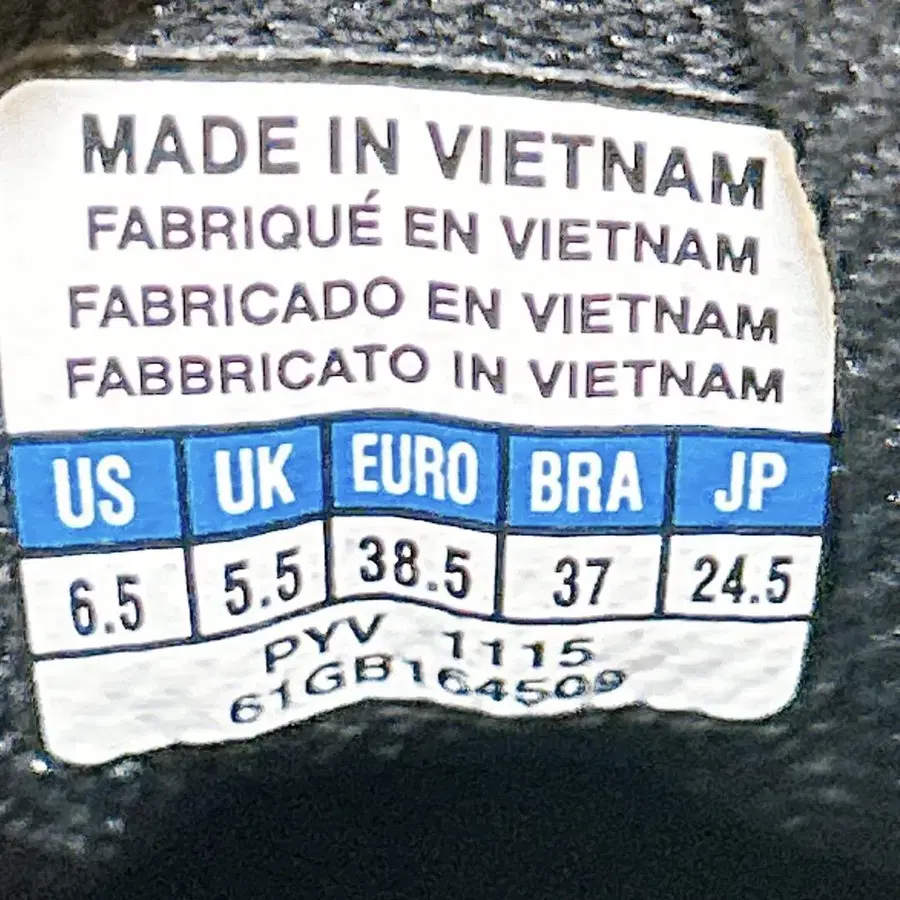 MADE IN VIETNAM
FABRIQUÉ EN VIETNAM
FABRICADO EN VIETNAM
FABBRICATO IN VIETNAM
US UK EURO BRA JP
6.5 5.5 38.5 37 24.5
PYV 1115
61GB164509